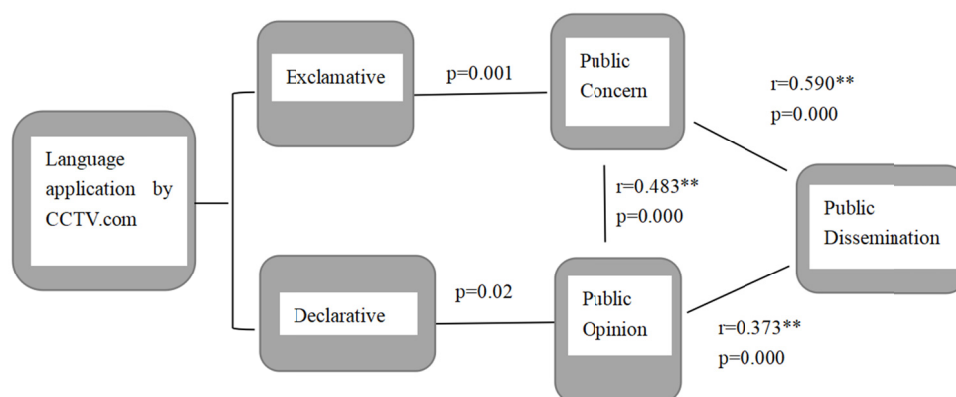 Language
application by
CCTV.com
Exclamative
p=0.001
Public
Concern
r=0.590**
p=0.000
r=0.483**
p=0.000
Public
Dissemination
Declarative
p=0.02
Public
Opinion
r=0.373**
p=0.000